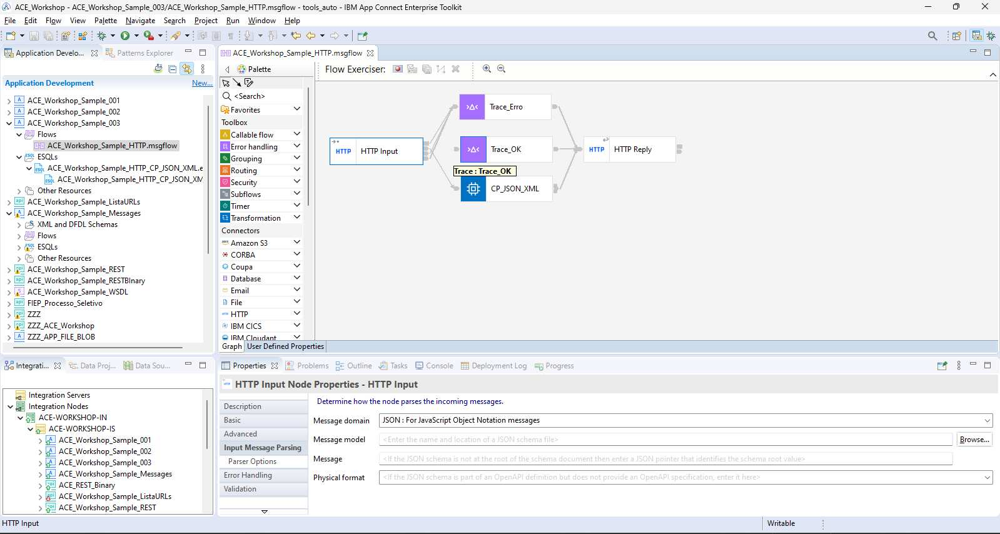 ACE_Workshop - ACE_Workshop_Sample_003/ACE_Workshop_Sample_HTTP.msgflow - tools_auto - IBM App Connect Enterprise Toolkit
File Edit Flow View Palette Navigate Search Project Run Window Help
Application Develo... Patterns Explorer
Application Development New...
ACE_Workshop_Sample_001
ACE_Workshop_Sample_002
ACE_Workshop_Sample_003
Flows
ACE_Workshop_Sample_HTTP.msgflow
ESQLs
ACE_Workshop_Sample_HTTP_CP_JSON_XML.e
ACE_Workshop_Sample_HTTP_CP_JSON_XM
Other Resources
ACE_Workshop_Sample_ListaURLs
ACE_Workshop_Sample_Messages
XML and DFDL Schemas
Flows
ESQLs
Other Resources
ACE_Workshop_Sample_REST
ACE_Workshop_Sample_RESTBInary
ACE_Workshop_Sample_WSDL
FIEP_Processo_Seletivo
ZZZ
ZZZ_ACE_Workshop
ZZZ_APP_FILE_BLOB
ACE_Workshop_Sample_HTTP.msgflow
Palette
<Search>
Favorites
Toolbox
Callable flow
Error handling
Grouping
Routing
Security
Subflows
Timer
Transformation
Connectors
Amazon S3
CORBA
Coupa
Database
Email
File
HTTP
IBM CICS
IBM Cloudant
Graph User Defined Properties
Flow Exerciser:
Trace_Erro
HTTP HTTP Input
Trace_OK
HTTP HTTP Reply
Trace : Trace_OK
CP_JSON_XML
Integrati... Data Proj... Data Sou...
Integration Servers
Integration Nodes
ACE-WORKSHOP-IN
ACE-WORKSHOP-IS
ACE_Workshop_Sample_001
ACE_Workshop_Sample_002
ACE_Workshop_Sample_003
ACE_Workshop_Sample_Messages
ACE_REST_Binary
ACE_Workshop_Sample_ListaURLs
ACE_Workshop_Sample_REST
Properties Problems Outline Tasks Console Deployment Log Progress
HTTP Input Node Properties - HTTP Input
Description
Basic
Advanced
Input Message Parsing
Parser Options
Error Handling
Validation
Determine how the node parses the incoming messages.
Message domain JSON : For JavaScript Object Notation messages
Message model <Enter the name and location of a JSON schema file> Browse...
Message <If the JSON schema is not at the root of the schema document then enter a JSON pointer that identifies the schema root value>
Physical format <If the JSON schema is part of an OpenAPI definition but does not provide an OpenAPI specification, enter it here>
HTTP Input Writable